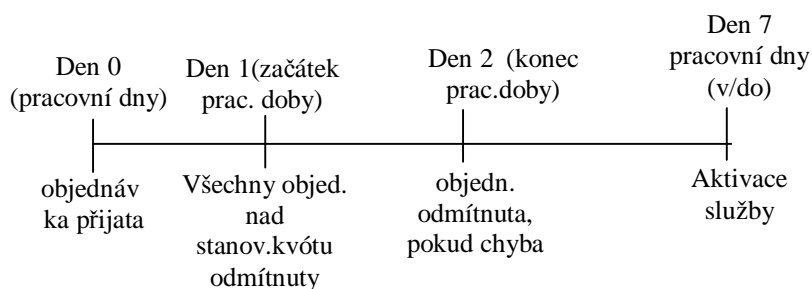 Den 0
(pracovní dny)
Den 1(začátek
prac. doby)
Den 2  (konec
prac.doby)
Den 7
pracovní dny
(v/do)
objednáv
ka přijata
Všechny objed.
nad
stanov.kvótu
odmítnuty
objedn.
odmítnuta,
pokud chyba
Aktivace
služby